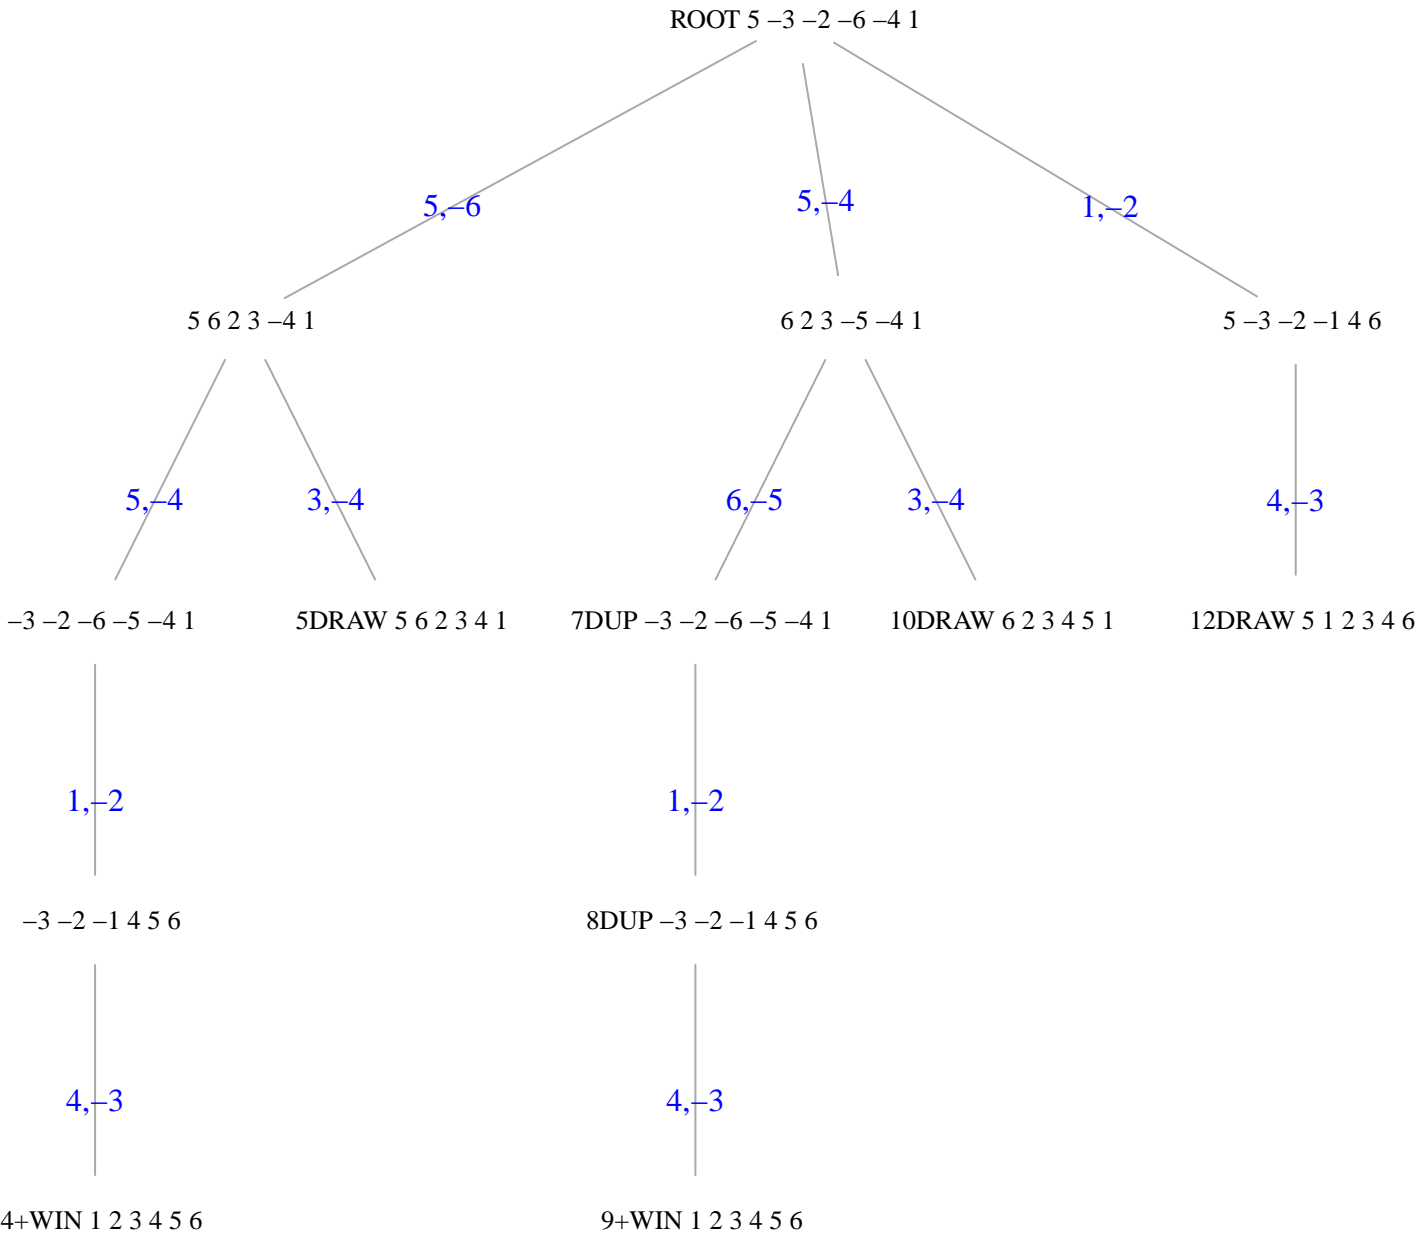 ROOT 5 –3 –2 –6 –4 1
5,–6
5,–4
1,–2
5 6 2 3 –4 1
6 2 3 –5 –4 1
5 –3 –2 –1 4 6
5,–4
3,–4
6,–5
3,–4
4,–3
–3 –2 –6 –5 –4 1
5DRAW 5 6 2 3 4 1
7DUP –3 –2 –6 –5 –4 1
10DRAW 6 2 3 4 5 1
12DRAW 5 1 2 3 4 6
1,–2
1,–2
–3 –2 –1 4 5 6
8DUP –3 –2 –1 4 5 6
4,–3
4,–3
4+WIN 1 2 3 4 5 6
9+WIN 1 2 3 4 5 6